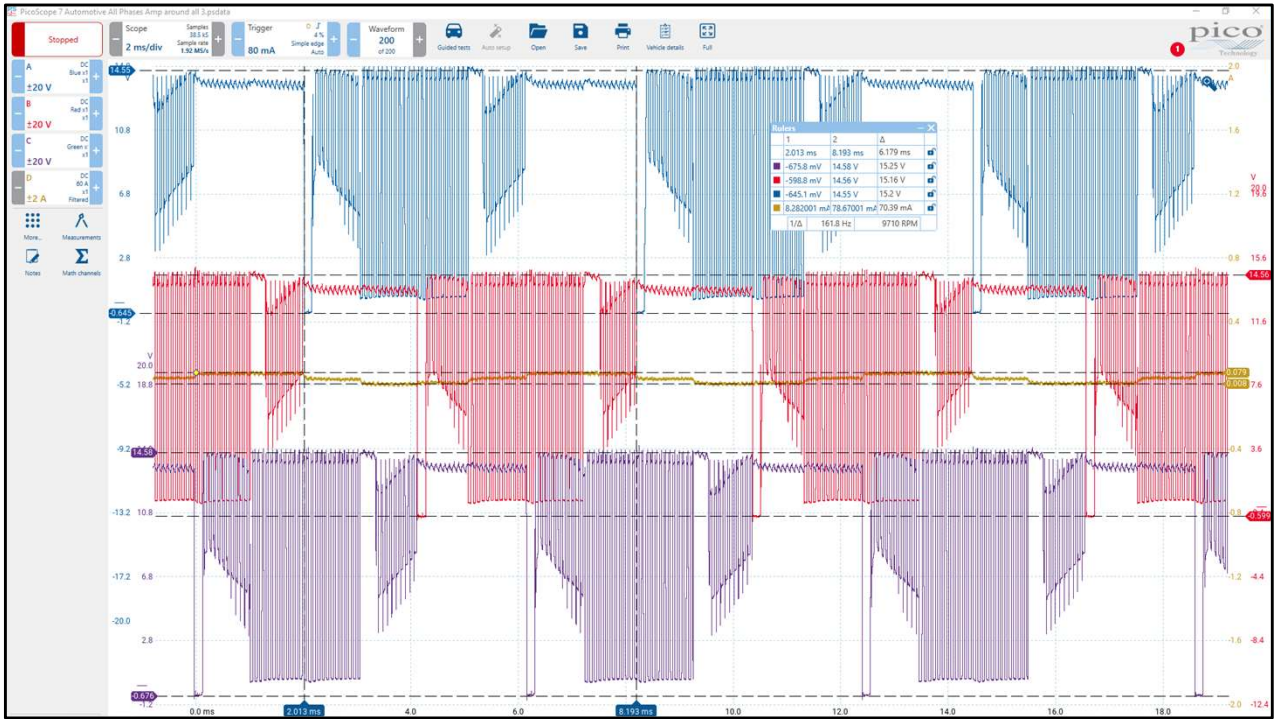 PicoScope 7 Automotive All Phases Amp around all 3.psdata
Stopped
Scope
2 ms/div
Samples
38.5 kS
Sample rate
1.92 MS/s
Trigger
80 mA
4 %
Simple edge
Auto
Waveform
200
of 200
Guided tests
Auto setup
Open
Save
Print
Vehicle details
Full
1
pico
Technology
A
DC
Blue x1
x1
±20 V
B
DC
Red x1
x1
±20 V
C
DC
Green x
x1
±20 V
D
DC
60 A
x1
±2 A
Filtered
More...
Measurements
Notes
Math channels
14.55
V
10.8
6.8
2.8
-0.645
-1.2
V
20.0
-5.2 18.8
-9.2
14.58
-13.2 10.8
-17.2 6.8
-20.0
2.8
-0.676
-1.2
Rulers
1 2 Δ
2.013 ms 8.193 ms 6.179 ms
-675.8 mV 14.58 V 15.25 V
-598.8 mV 14.56 V 15.16 V
-645.1 mV 14.55 V 15.2 V
8.282001 mA 78.67001 mA 70.39 mA
1/Δ 161.8 Hz 9710 RPM
2.0
A
1.6
V
20.0
1.2 19.6
0.8 15.6
14.56
0.4 11.6
0.079
0.008 7.6
-0.4 3.6
-0.8
-0.599
-1.2 -4.4
-1.6 -8.4
-2.0 -12.4
0.0 ms 2.013 ms 4.0 6.0 8.193 ms 10.0 12.0 14.0 16.0 18.0